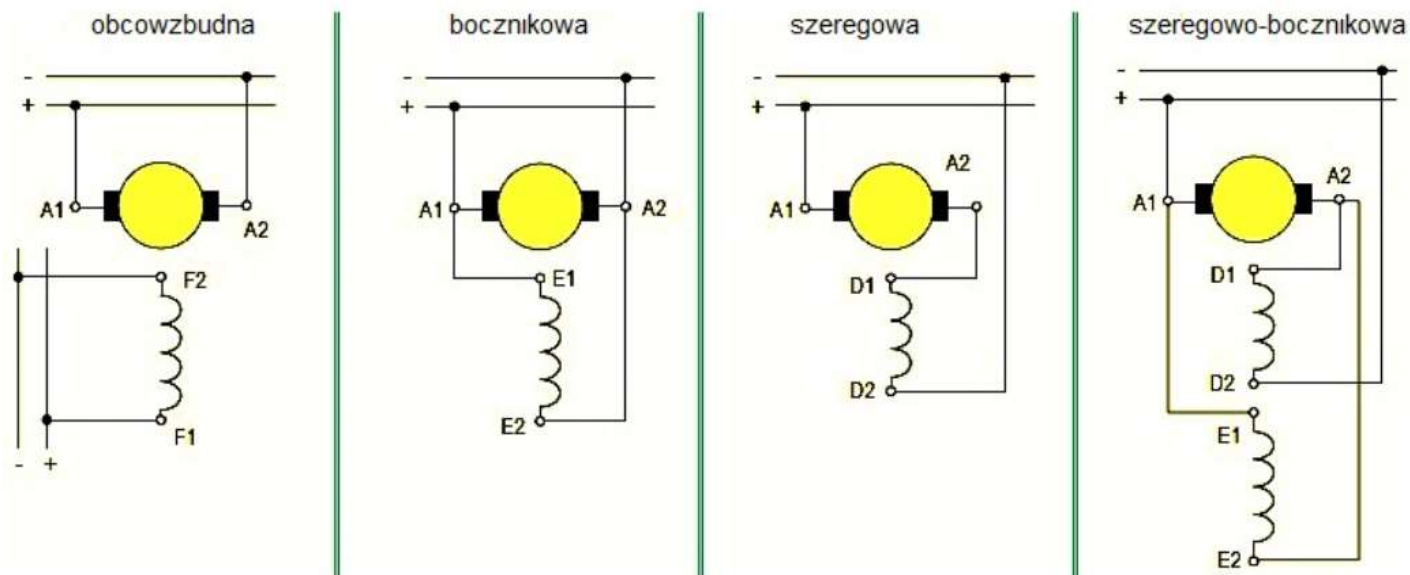 obcowzbudna
-
+
A1
A2
F2
F1
- +
bocznikowa
-
+
A1
A2
E1
E2
szeregowa
-
+
A2
A1
D1
D2
szeregowo-bocznikowa
-
+
A2
A1
D1
D2
E1
E2